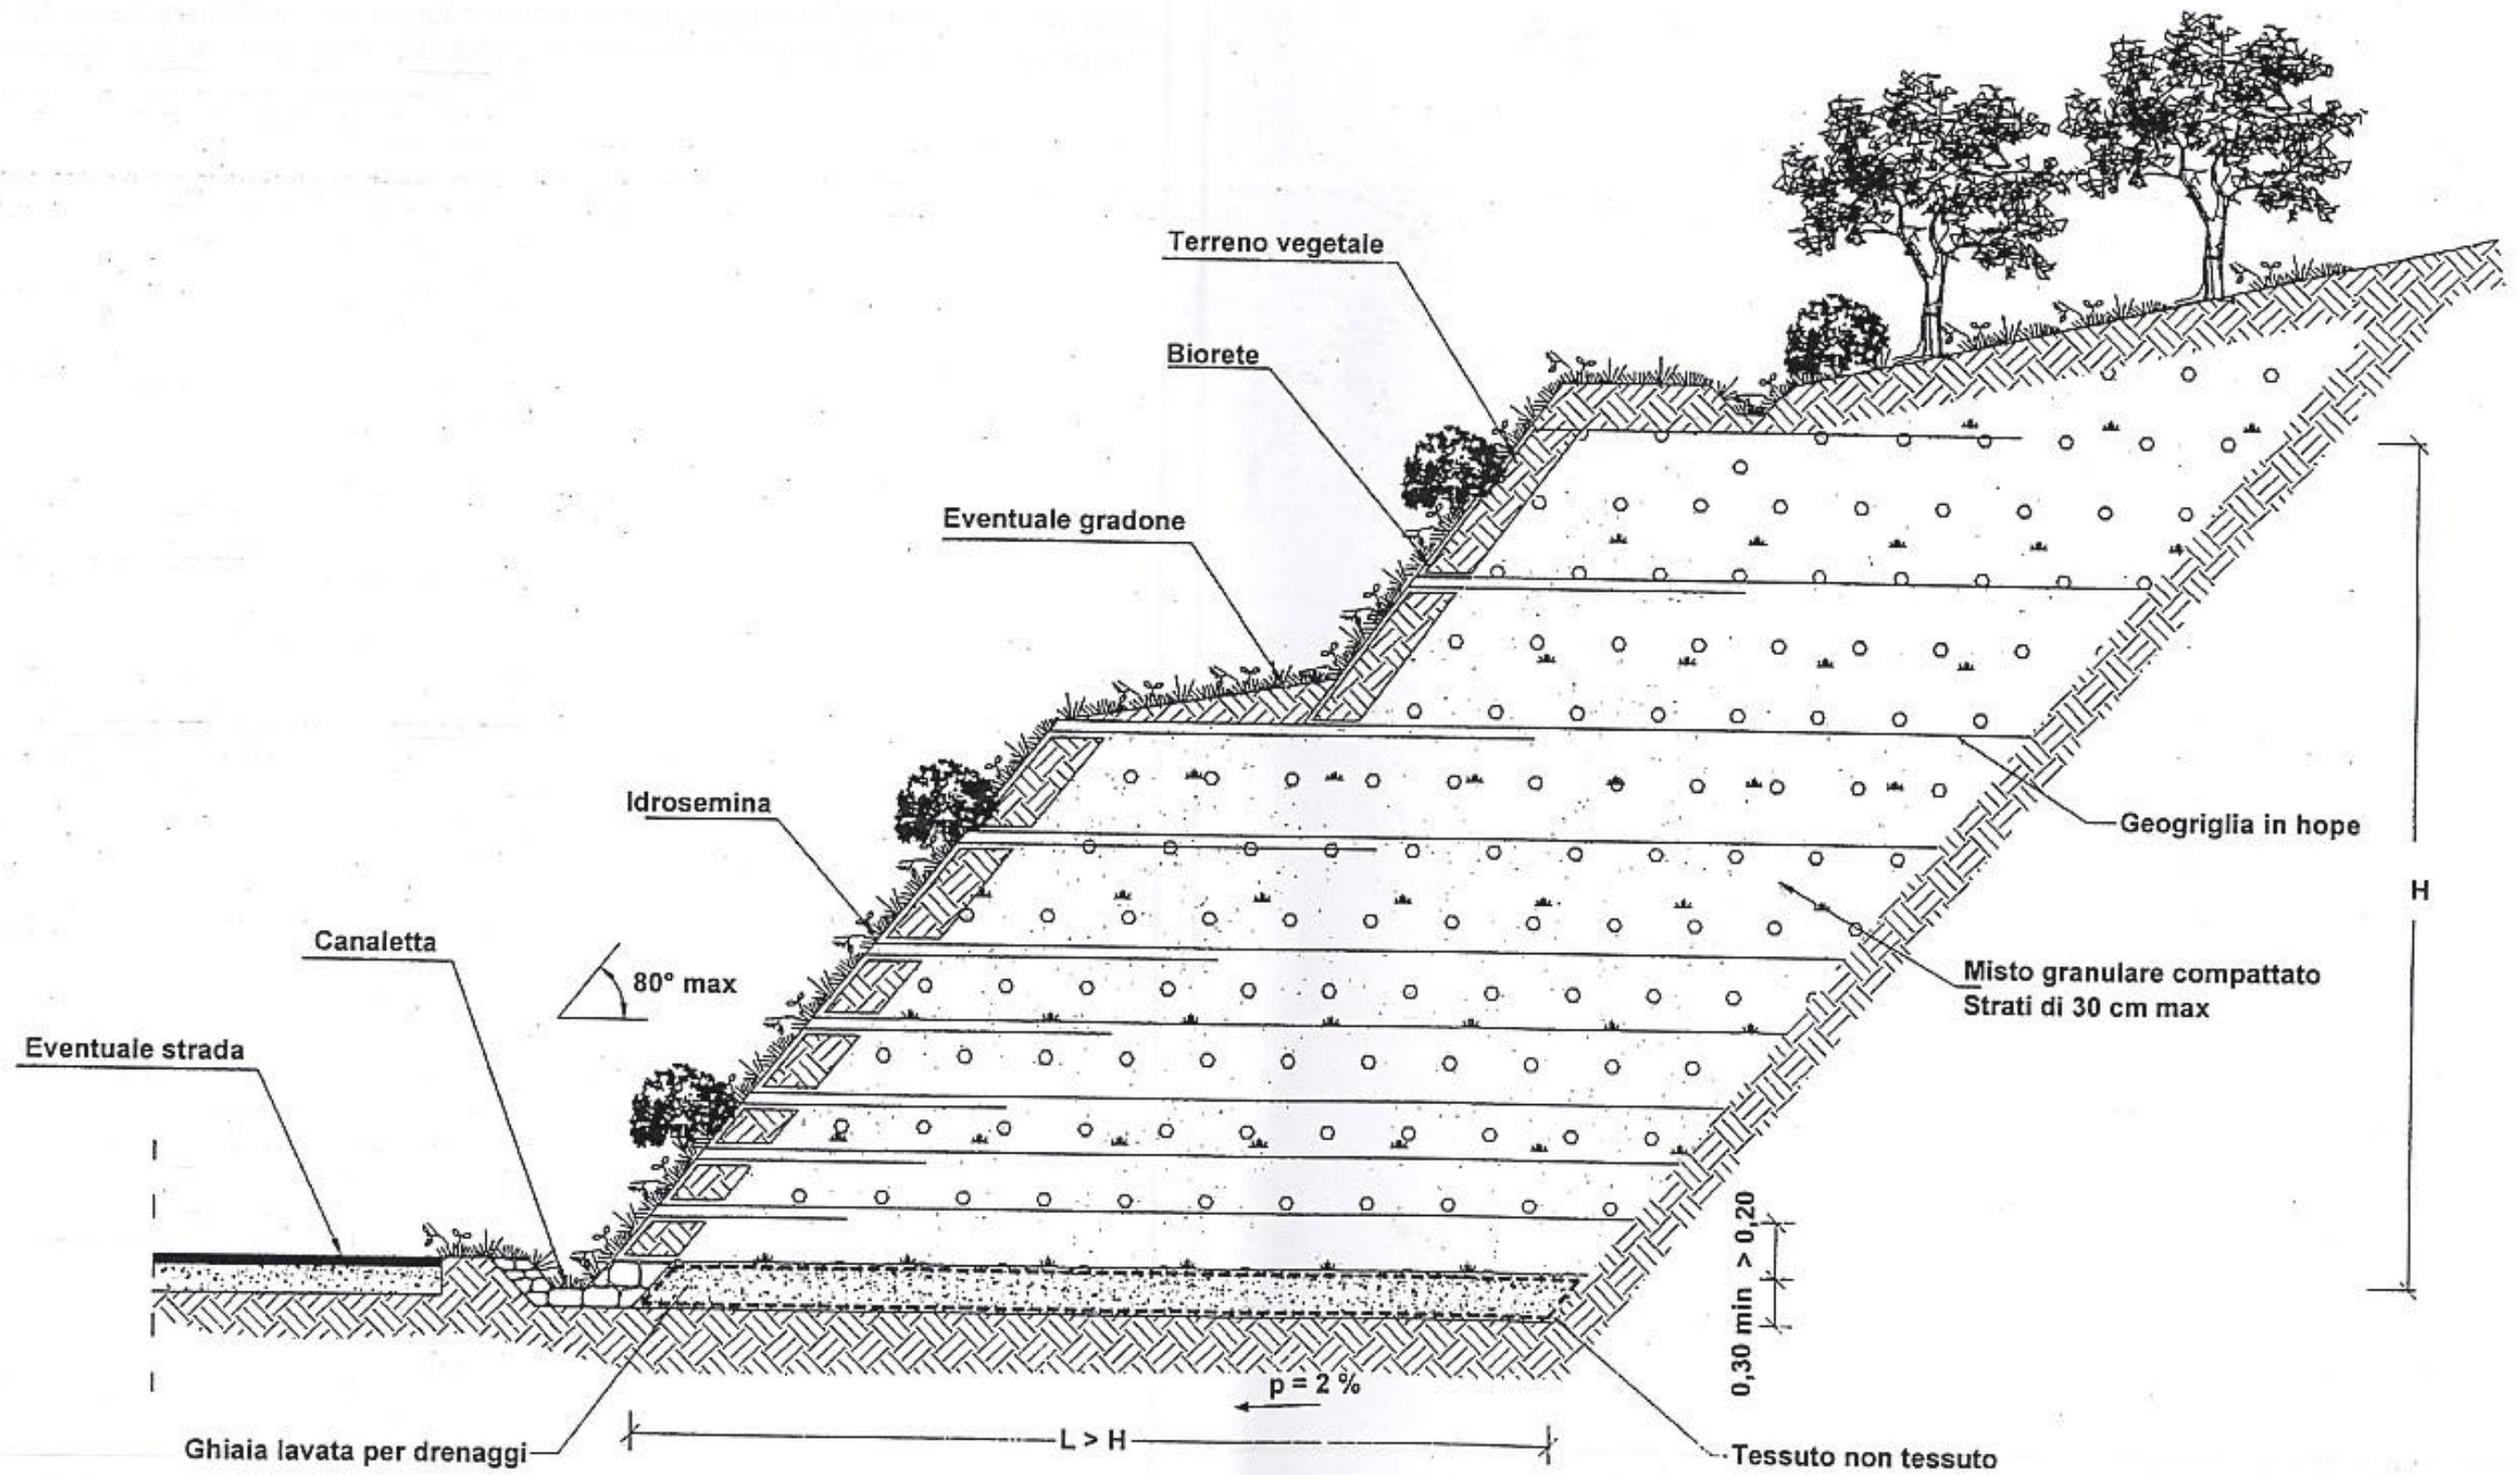 Terreno vegetale
Biorete
Eventuale gradone
Idrosemina
Geogriglia in hope
H
Canaletta
80° max
Misto granulare compattato
Strati di 30 cm max
Eventuale strada
0,30 min > 0,20
p = 2 %
L > H
Ghiaia lavata per drenaggi
Tessuto non tessuto